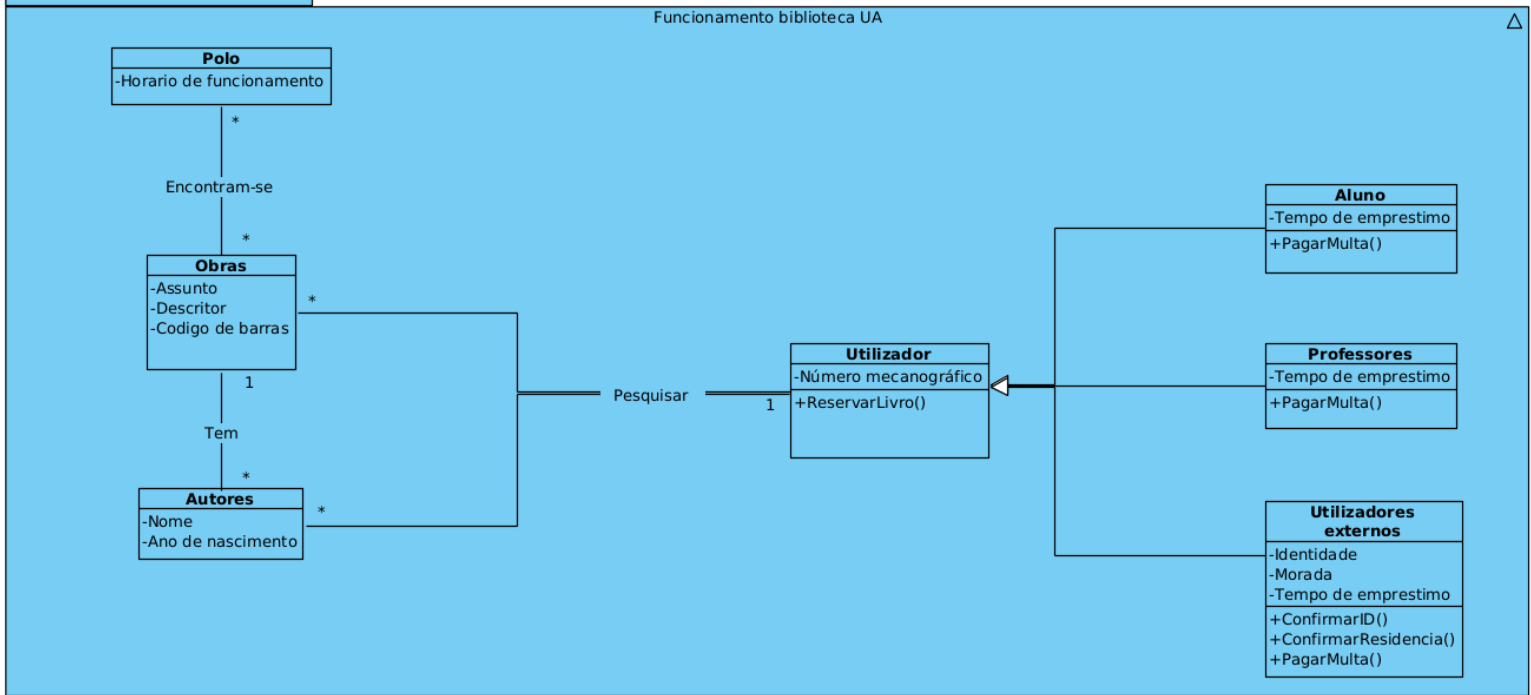 Funcionamento biblioteca UA
Polo
-Horario de funcionamento
*
Encontram-se
*
Obras
-Assunto
-Descritor
-Codigo de barras
*
1
Tem
*
Autores
-Nome
-Ano de nascimento
*
Pesquisar
1
Utilizador
-Número mecanográfico
+ReservarLivro()
Aluno
-Tempo de emprestimo
+PagarMulta()
Professores
-Tempo de emprestimo
+PagarMulta()
Utilizadores
externos
-Identidade
-Morada
-Tempo de emprestimo
+ConfirmarID()
+ConfirmarResidencia()
+PagarMulta()